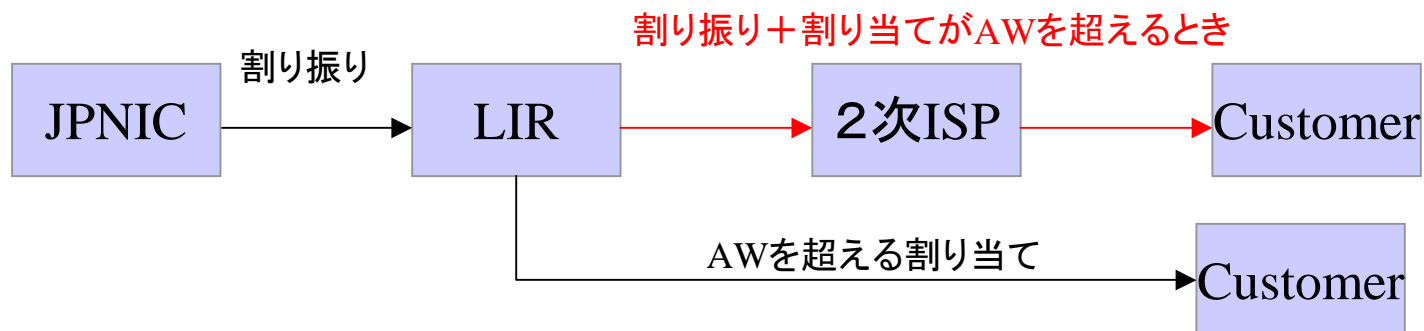 割り振り＋割り当てがAWを超えるとき
割り振り
JPNIC
LIR
２次ISP
Customer
AWを超える割り当て
Customer